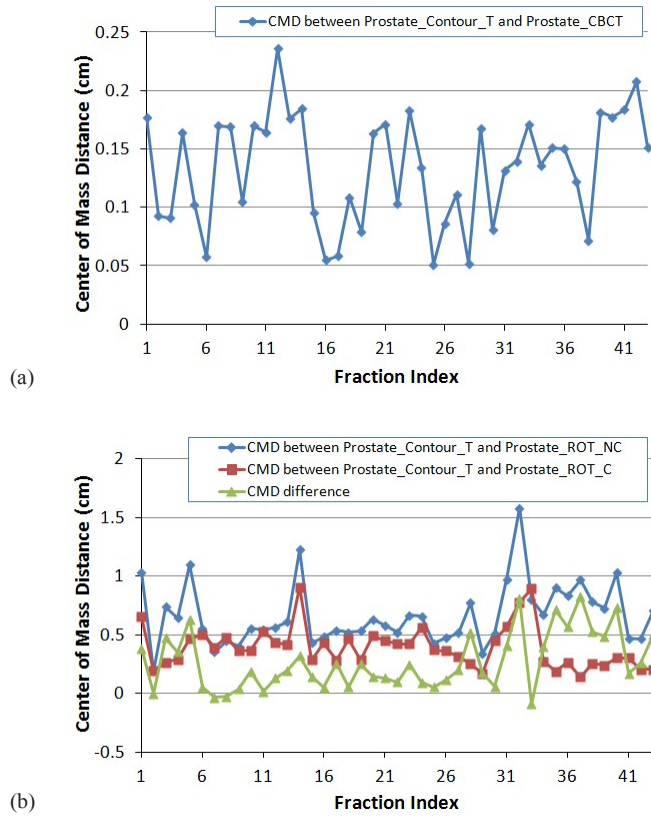 CMD between Prostate_Contour_T and Prostate_CBCT
0.25
0.2
0.15
0.1
0.05
0
Center of Mass Distance (cm)
1 6 11 16 21 26 31 36 41
Fraction Index
(a)
CMD between Prostate_Contour_T and Prostate_ROT_NC
CMD between Prostate_Contour_T and Prostate_ROT_C
CMD difference
2
1.5
1
0.5
0
-0.5
Center of Mass Distance (cm)
1 6 11 16 21 26 31 36 41
Fraction Index
(b)